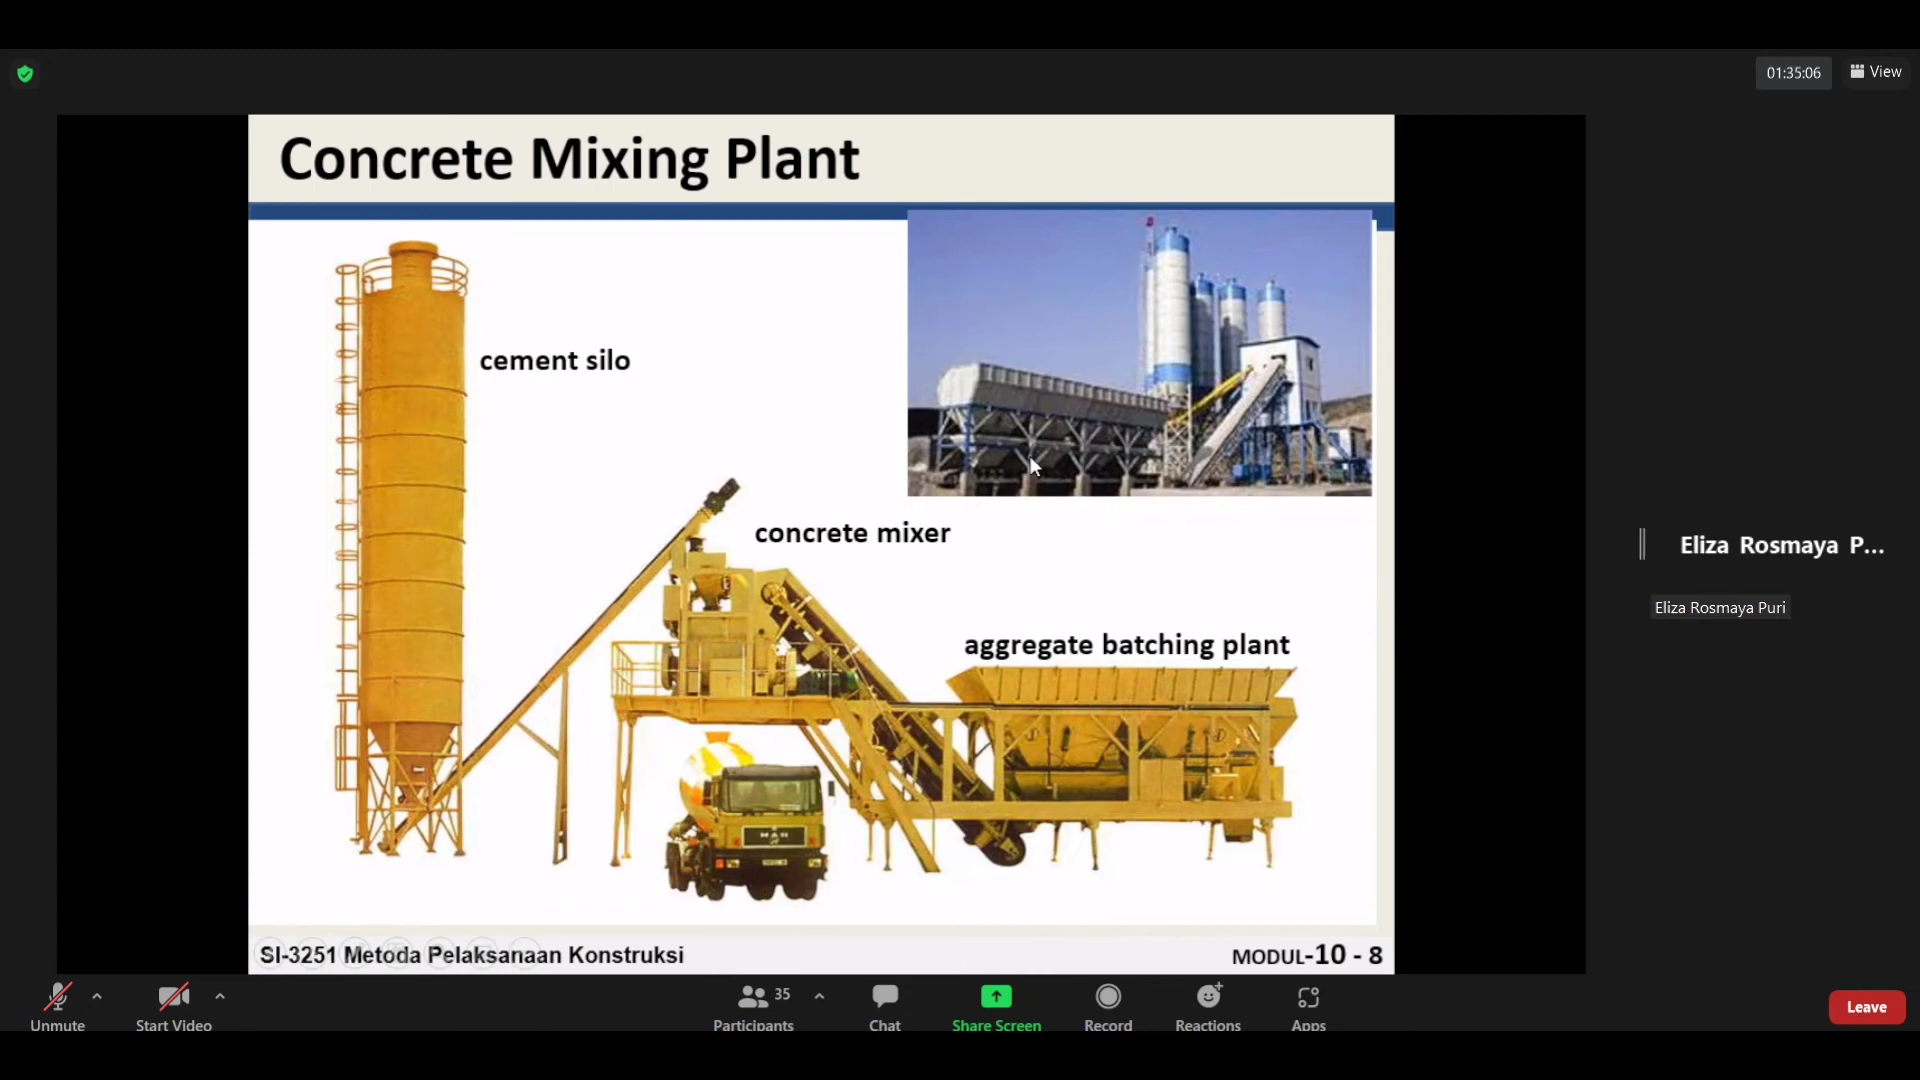 01:35:06
View
Concrete Mixing Plant
cement silo
concrete mixer
aggregate batching plant
MAN
SI-3251 Metoda Pelaksanaan Konstruksi
MODUL-10 - 8
Eliza Rosmaya P...
Eliza Rosmaya Puri
35
Unmute
Start Video
Participants
Chat
Share Screen
Record
Reactions
Apps
Leave